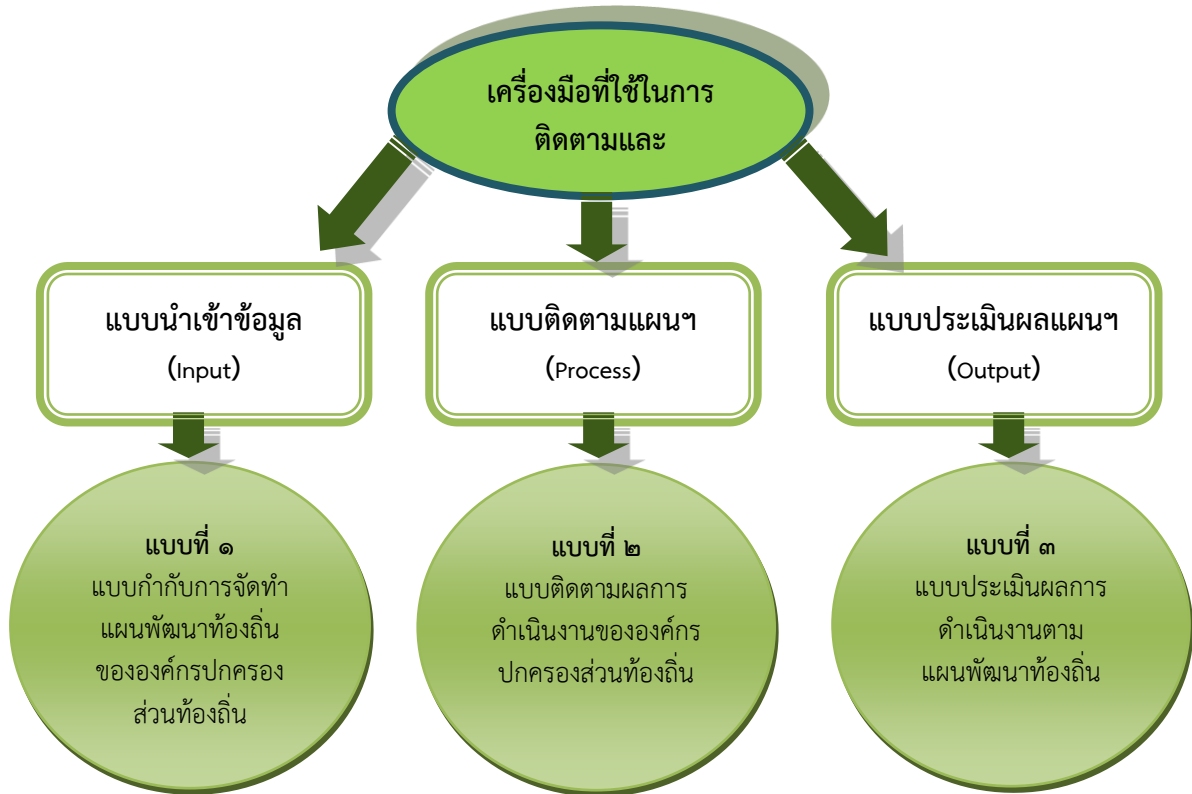 เครื่องมือที่ใช้ในการ
ติดตามและ
แบบนำเข้าข้อมูล
(Input)
แบบติดตามแผนฯ
(Process)
แบบประเมินผลแผนฯ
(Output)
แบบที่ ๑
แบบกำกับการจัดทำ
แผนพัฒนาท้องถิ่น
ขององค์กรปกครอง
ส่วนท้องถิ่น
แบบที่ ๒
แบบติดตามผลการ
ดำเนินงานขององค์กร
ปกครองส่วนท้องถิ่น
แบบที่ ๓
แบบประเมินผลการ
ดำเนินงานตาม
แผนพัฒนาท้องถิ่น